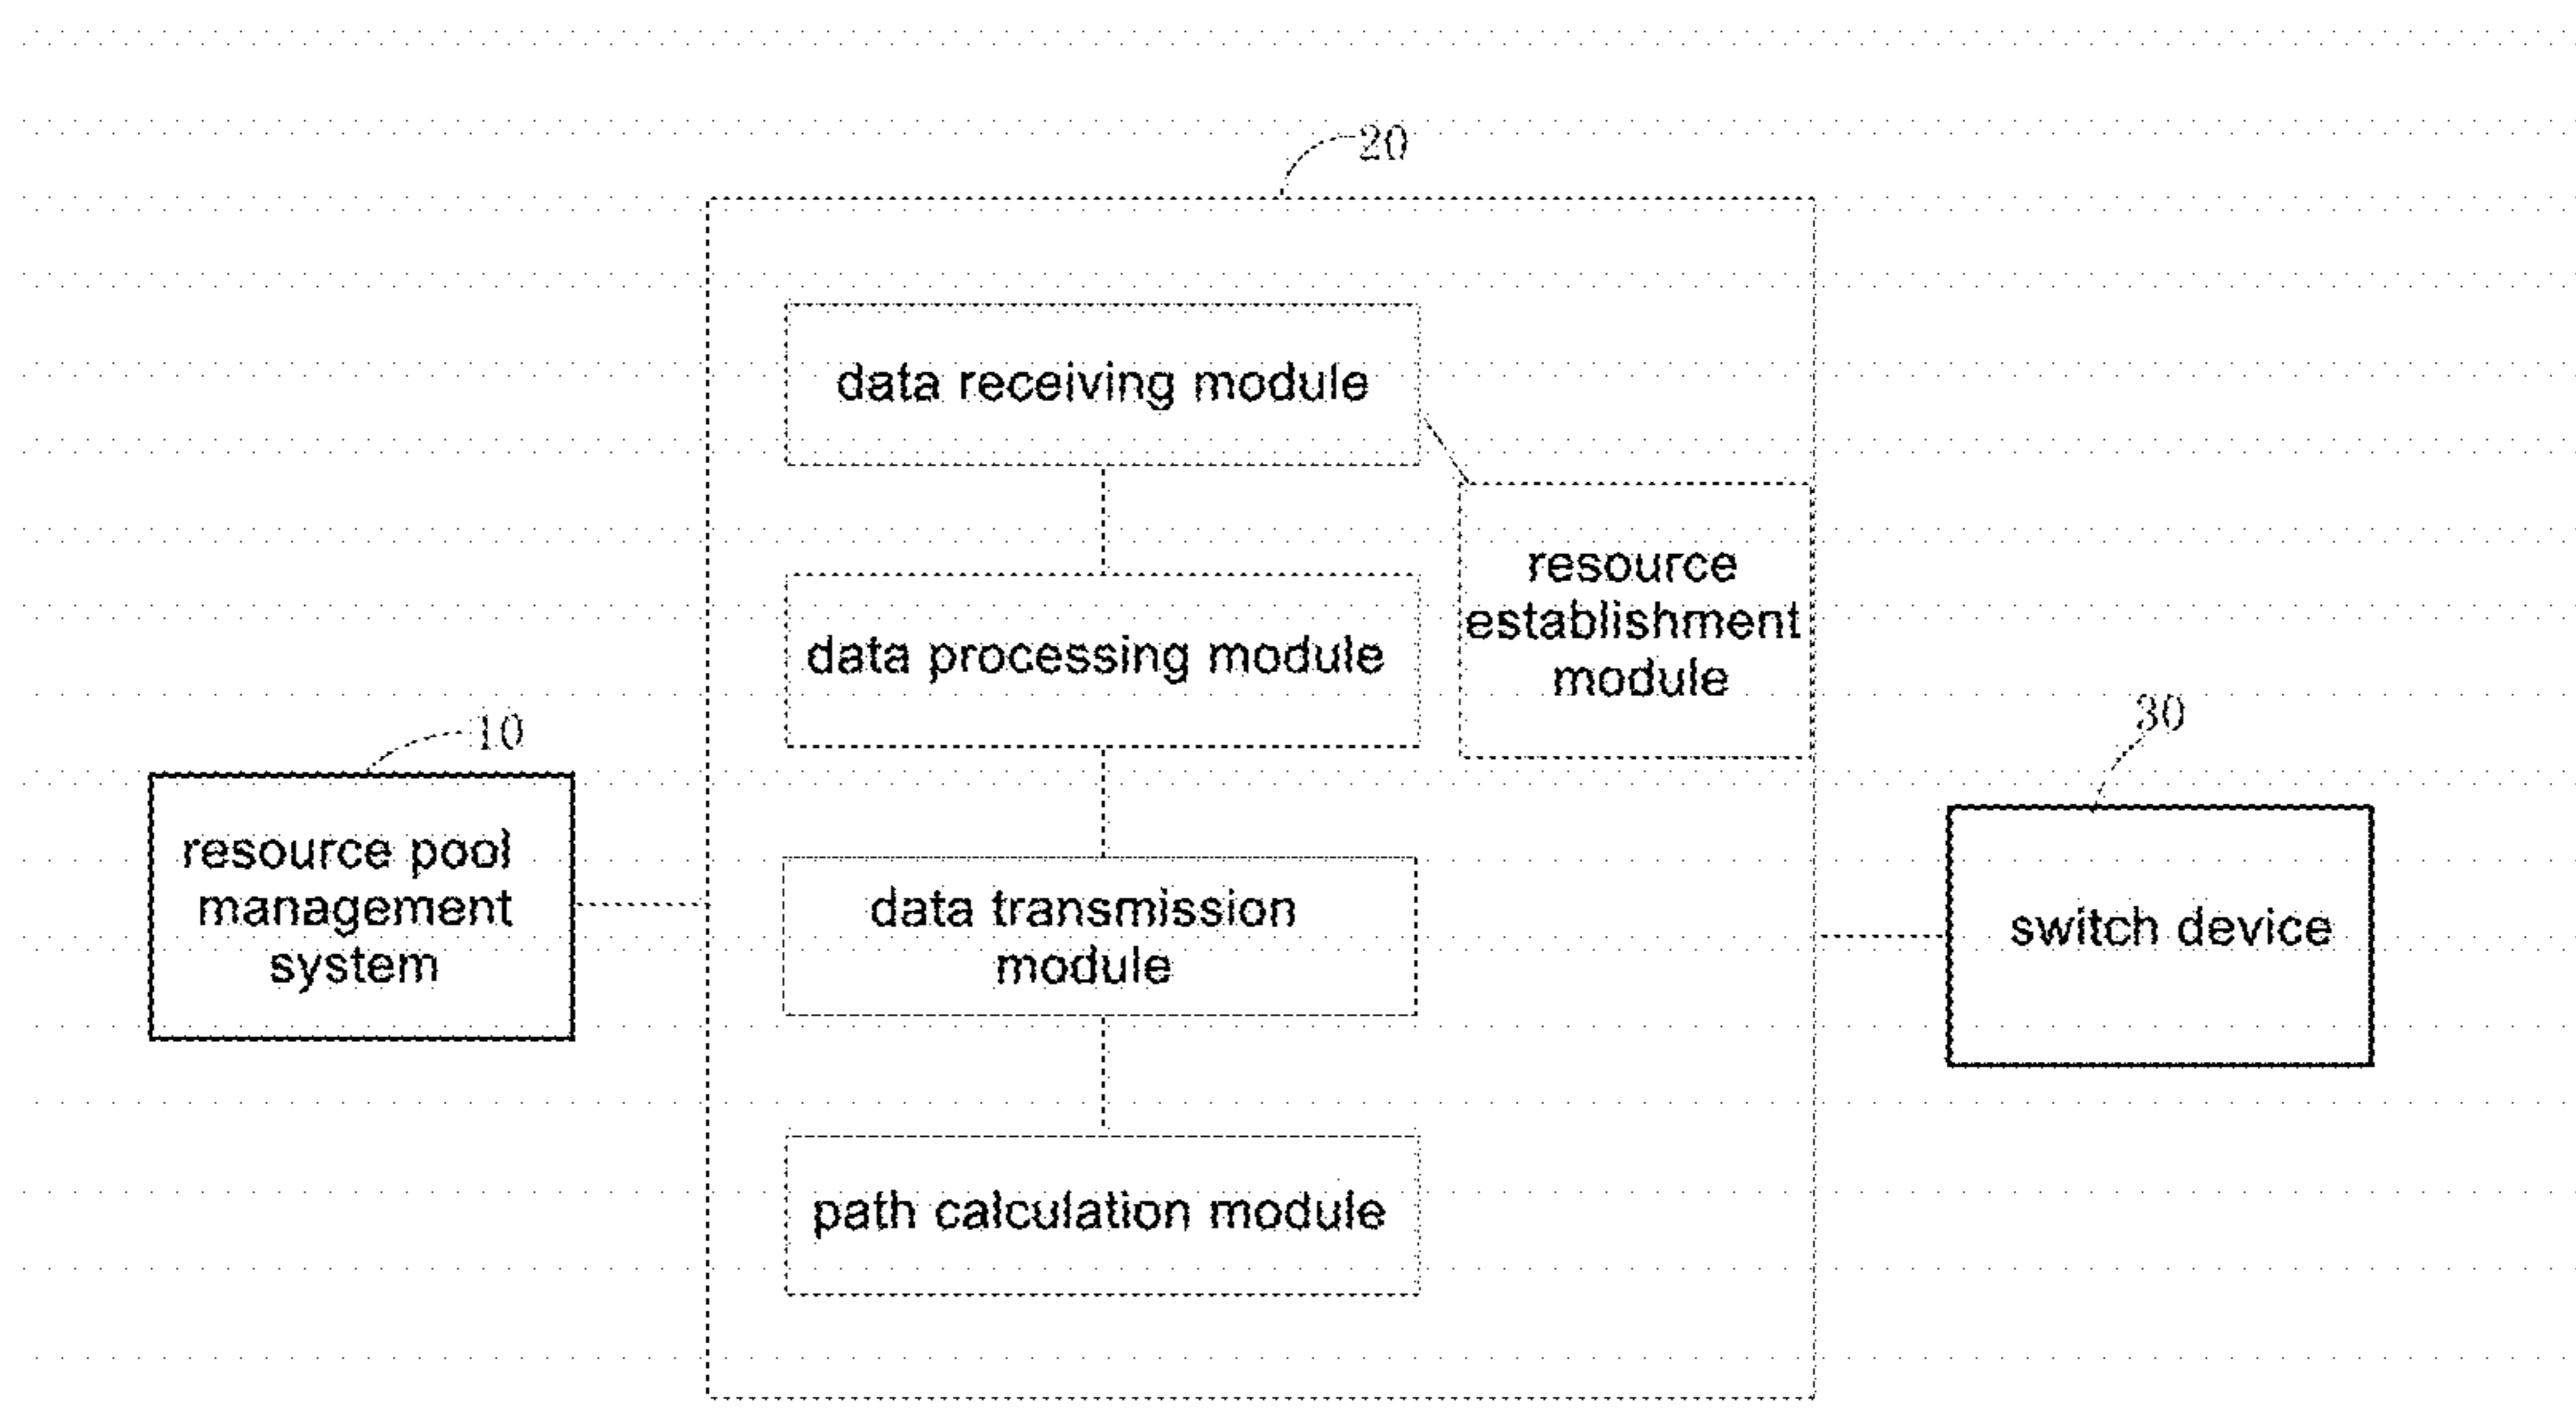 20
data receiving module
resource
establishment
module
data processing module
10
30
resource pool
management
system
data transmission
module
switch device
path calculation module